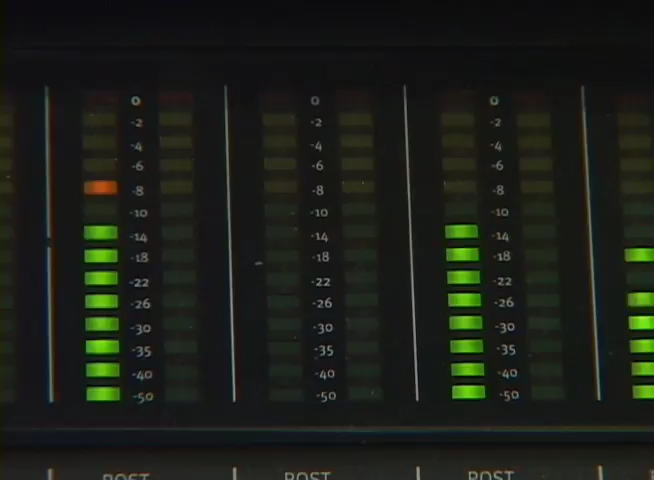 0 0 0
-2 -2 -2
-4 -4 -4
-6 -6 -6
-8 -8 -8
-10 -10 -10
-14 -14 -14
-18 -18 -18
-22 -22 -22
-26 -26 -26
-30 -30 -30
-35 -35 -35
-40 -40 -40
-50 -50 -50
POST POST POST